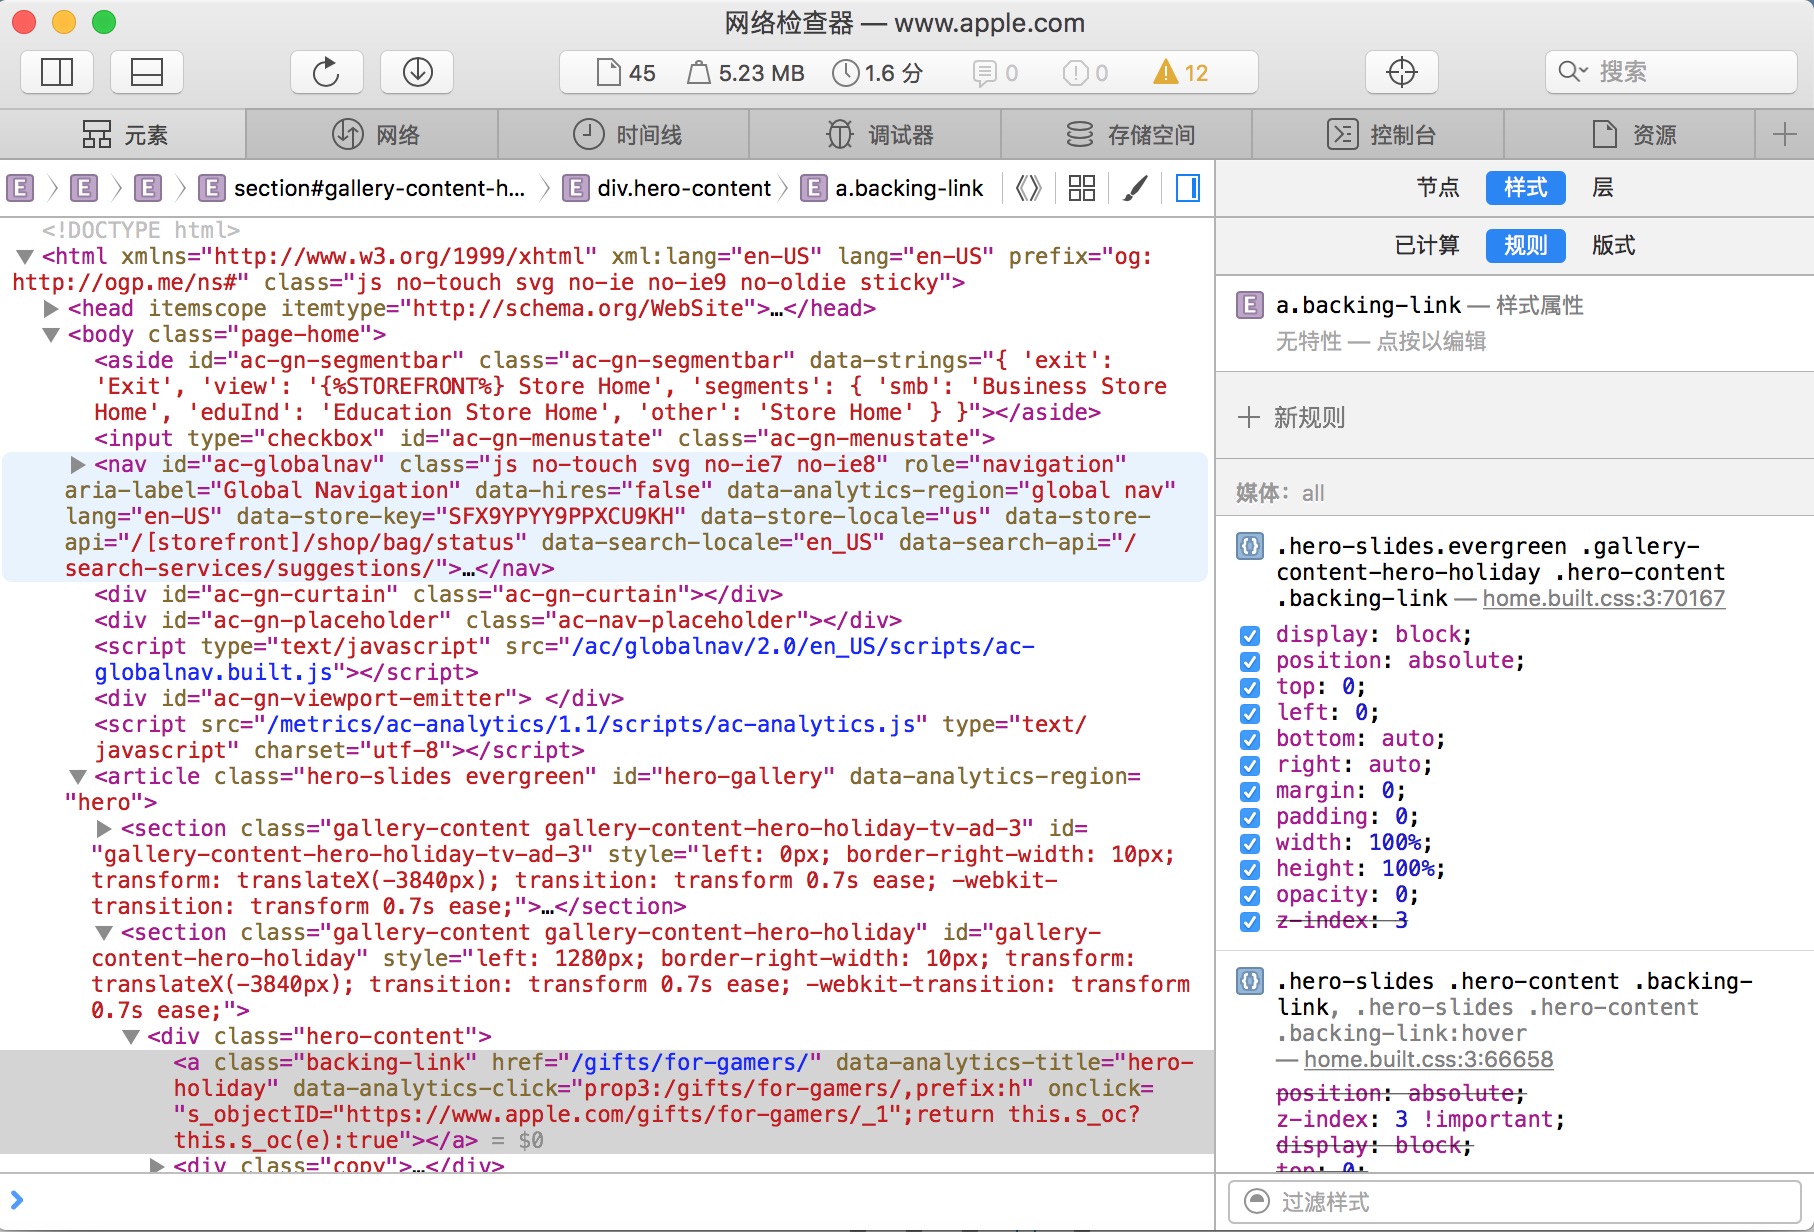 网络检查器 — www.apple.com
45 5.23 MB 1.6 分 0 0 12 搜索
元素 网络 时间线 调试器 存储空间 控制台 资源
E E E E section#gallery-content-h... E div.hero-content E a.backing-link
<!DOCTYPE html>
<html xmlns="http://www.w3.org/1999/xhtml" xml:lang="en-US" lang="en-US" prefix="og:
http://ogp.me/ns#" class="js no-touch svg no-ie no-ie9 no-oldie sticky">
<head itemscope itemtype="http://schema.org/WebSite">…</head>
<body class="page-home">
<aside id="ac-gn-segmentbar" class="ac-gn-segmentbar" data-strings="{ 'exit':
'Exit', 'view': '{%STOREFRONT%} Store Home', 'segments': { 'smb': 'Business Store
Home', 'eduInd': 'Education Store Home', 'other': 'Store Home' } }"></aside>
<input type="checkbox" id="ac-gn-menustate" class="ac-gn-menustate">
<nav id="ac-globalnav" class="js no-touch svg no-ie7 no-ie8" role="navigation"
aria-label="Global Navigation" data-hires="false" data-analytics-region="global nav"
lang="en-US" data-store-key="SFX9YPYY9PPXCU9KH" data-store-locale="us" data-store-
api="/[storefront]/shop/bag/status" data-search-locale="en_US" data-search-api="/
search-services/suggestions/">…</nav>
<div id="ac-gn-curtain" class="ac-gn-curtain"></div>
<div id="ac-gn-placeholder" class="ac-nav-placeholder"></div>
<script type="text/javascript" src="/ac/globalnav/2.0/en_US/scripts/ac-
globalnav.built.js"></script>
<div id="ac-gn-viewport-emitter"> </div>
<script src="/metrics/ac-analytics/1.1/scripts/ac-analytics.js" type="text/
javascript" charset="utf-8"></script>
<article class="hero-slides evergreen" id="hero-gallery" data-analytics-region=
"hero">
<section class="gallery-content gallery-content-hero-holiday-tv-ad-3" id=
"gallery-content-hero-holiday-tv-ad-3" style="left: 0px; border-right-width: 10px;
transform: translateX(-3840px); transition: transform 0.7s ease; -webkit-
transition: transform 0.7s ease;">…</section>
<section class="gallery-content gallery-content-hero-holiday" id="gallery-
content-hero-holiday" style="left: 1280px; border-right-width: 10px; transform:
translateX(-3840px); transition: transform 0.7s ease; -webkit-transition: transform
0.7s ease;">
<div class="hero-content">
<a class="backing-link" href="/gifts/for-gamers/" data-analytics-title="hero-
holiday" data-analytics-click="prop3:/gifts/for-gamers/,prefix:h" onclick=
"s_objectID="https://www.apple.com/gifts/for-gamers/_1";return this.s_oc?
this.s_oc(e):true"></a> = $0
<div class="copy">…</div>
节点 样式 层
已计算 规则 版式
E a.backing-link — 样式属性
无特性 — 点按以编辑
新规则
媒体: all
{} .hero-slides.evergreen .gallery-
content-hero-holiday .hero-content
.backing-link — home.built.css:3:70167
display: block;
position: absolute;
top: 0;
left: 0;
bottom: auto;
right: auto;
margin: 0;
padding: 0;
width: 100%;
height: 100%;
opacity: 0;
z-index: 3
{} .hero-slides .hero-content .backing-
link, .hero-slides .hero-content
.backing-link:hover
— home.built.css:3:66658
position: absolute;
z-index: 3 !important;
display: block;
top: 0;
过滤样式